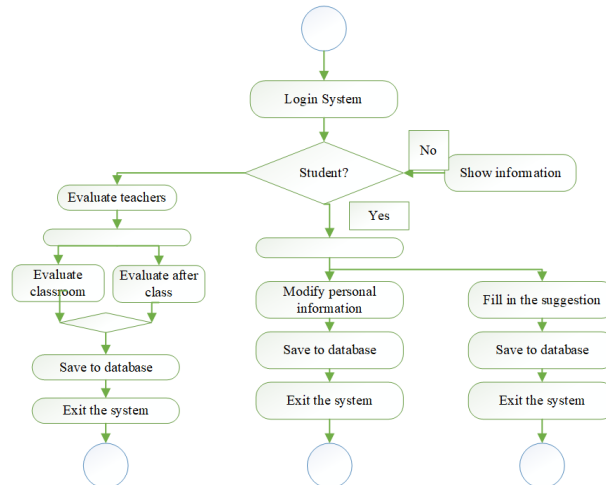 Login System
No
Student?
Show information
Evaluate teachers
Yes
Evaluate
classroom
Evaluate after
class
Modify personal
information
Fill in the suggestion
Save to database
Save to database
Save to database
Exit the system
Exit the system
Exit the system